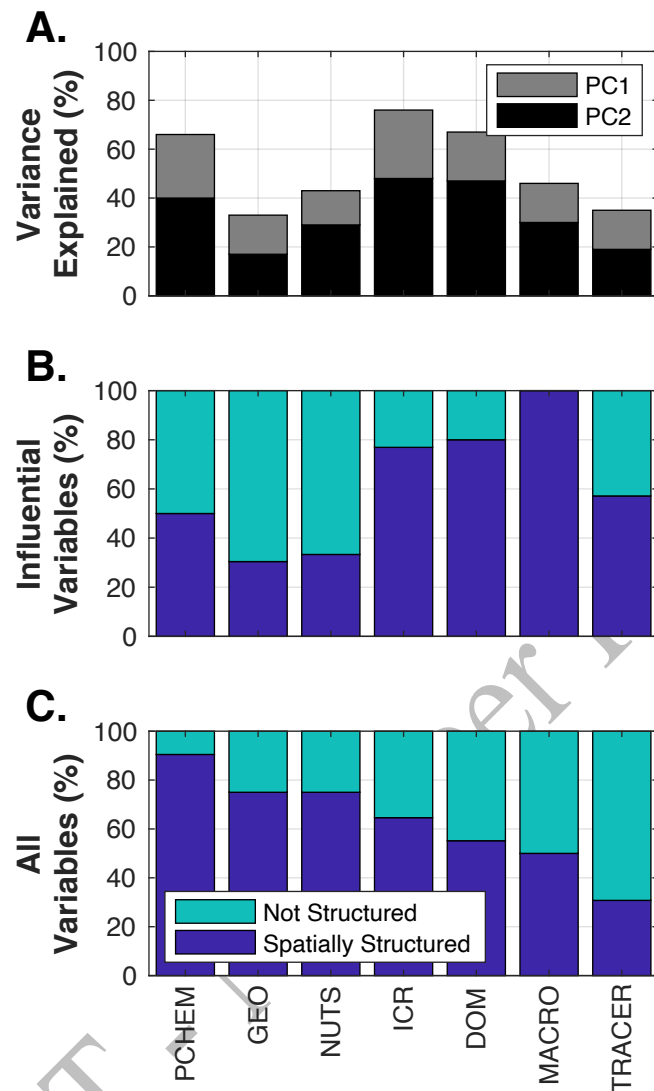 A.
Variance
Explained (%)
100
80
60
40
20
0
PC1
PC2
B.
Influential
Variables (%)
100
80
60
40
20
0
C.
All
Variables (%)
100
80
60
40
20
0
Not Structured
Spatially Structured
PCHEM
GEO
NUTS
ICR
DOM
MACRO
TRACER